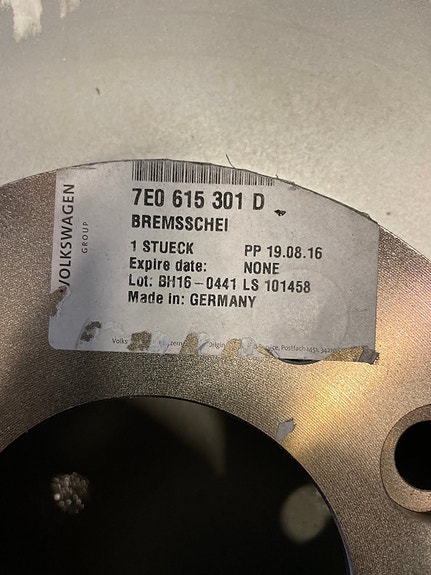 VOLKSWAGEN
GROUP
7E0 615 301 D
BREMSSCHEI
1 STUECK PP 19.08.16
Expire date: NONE
Lot: BH16-0441 LS 101458
Made in: GERMANY
Postfach